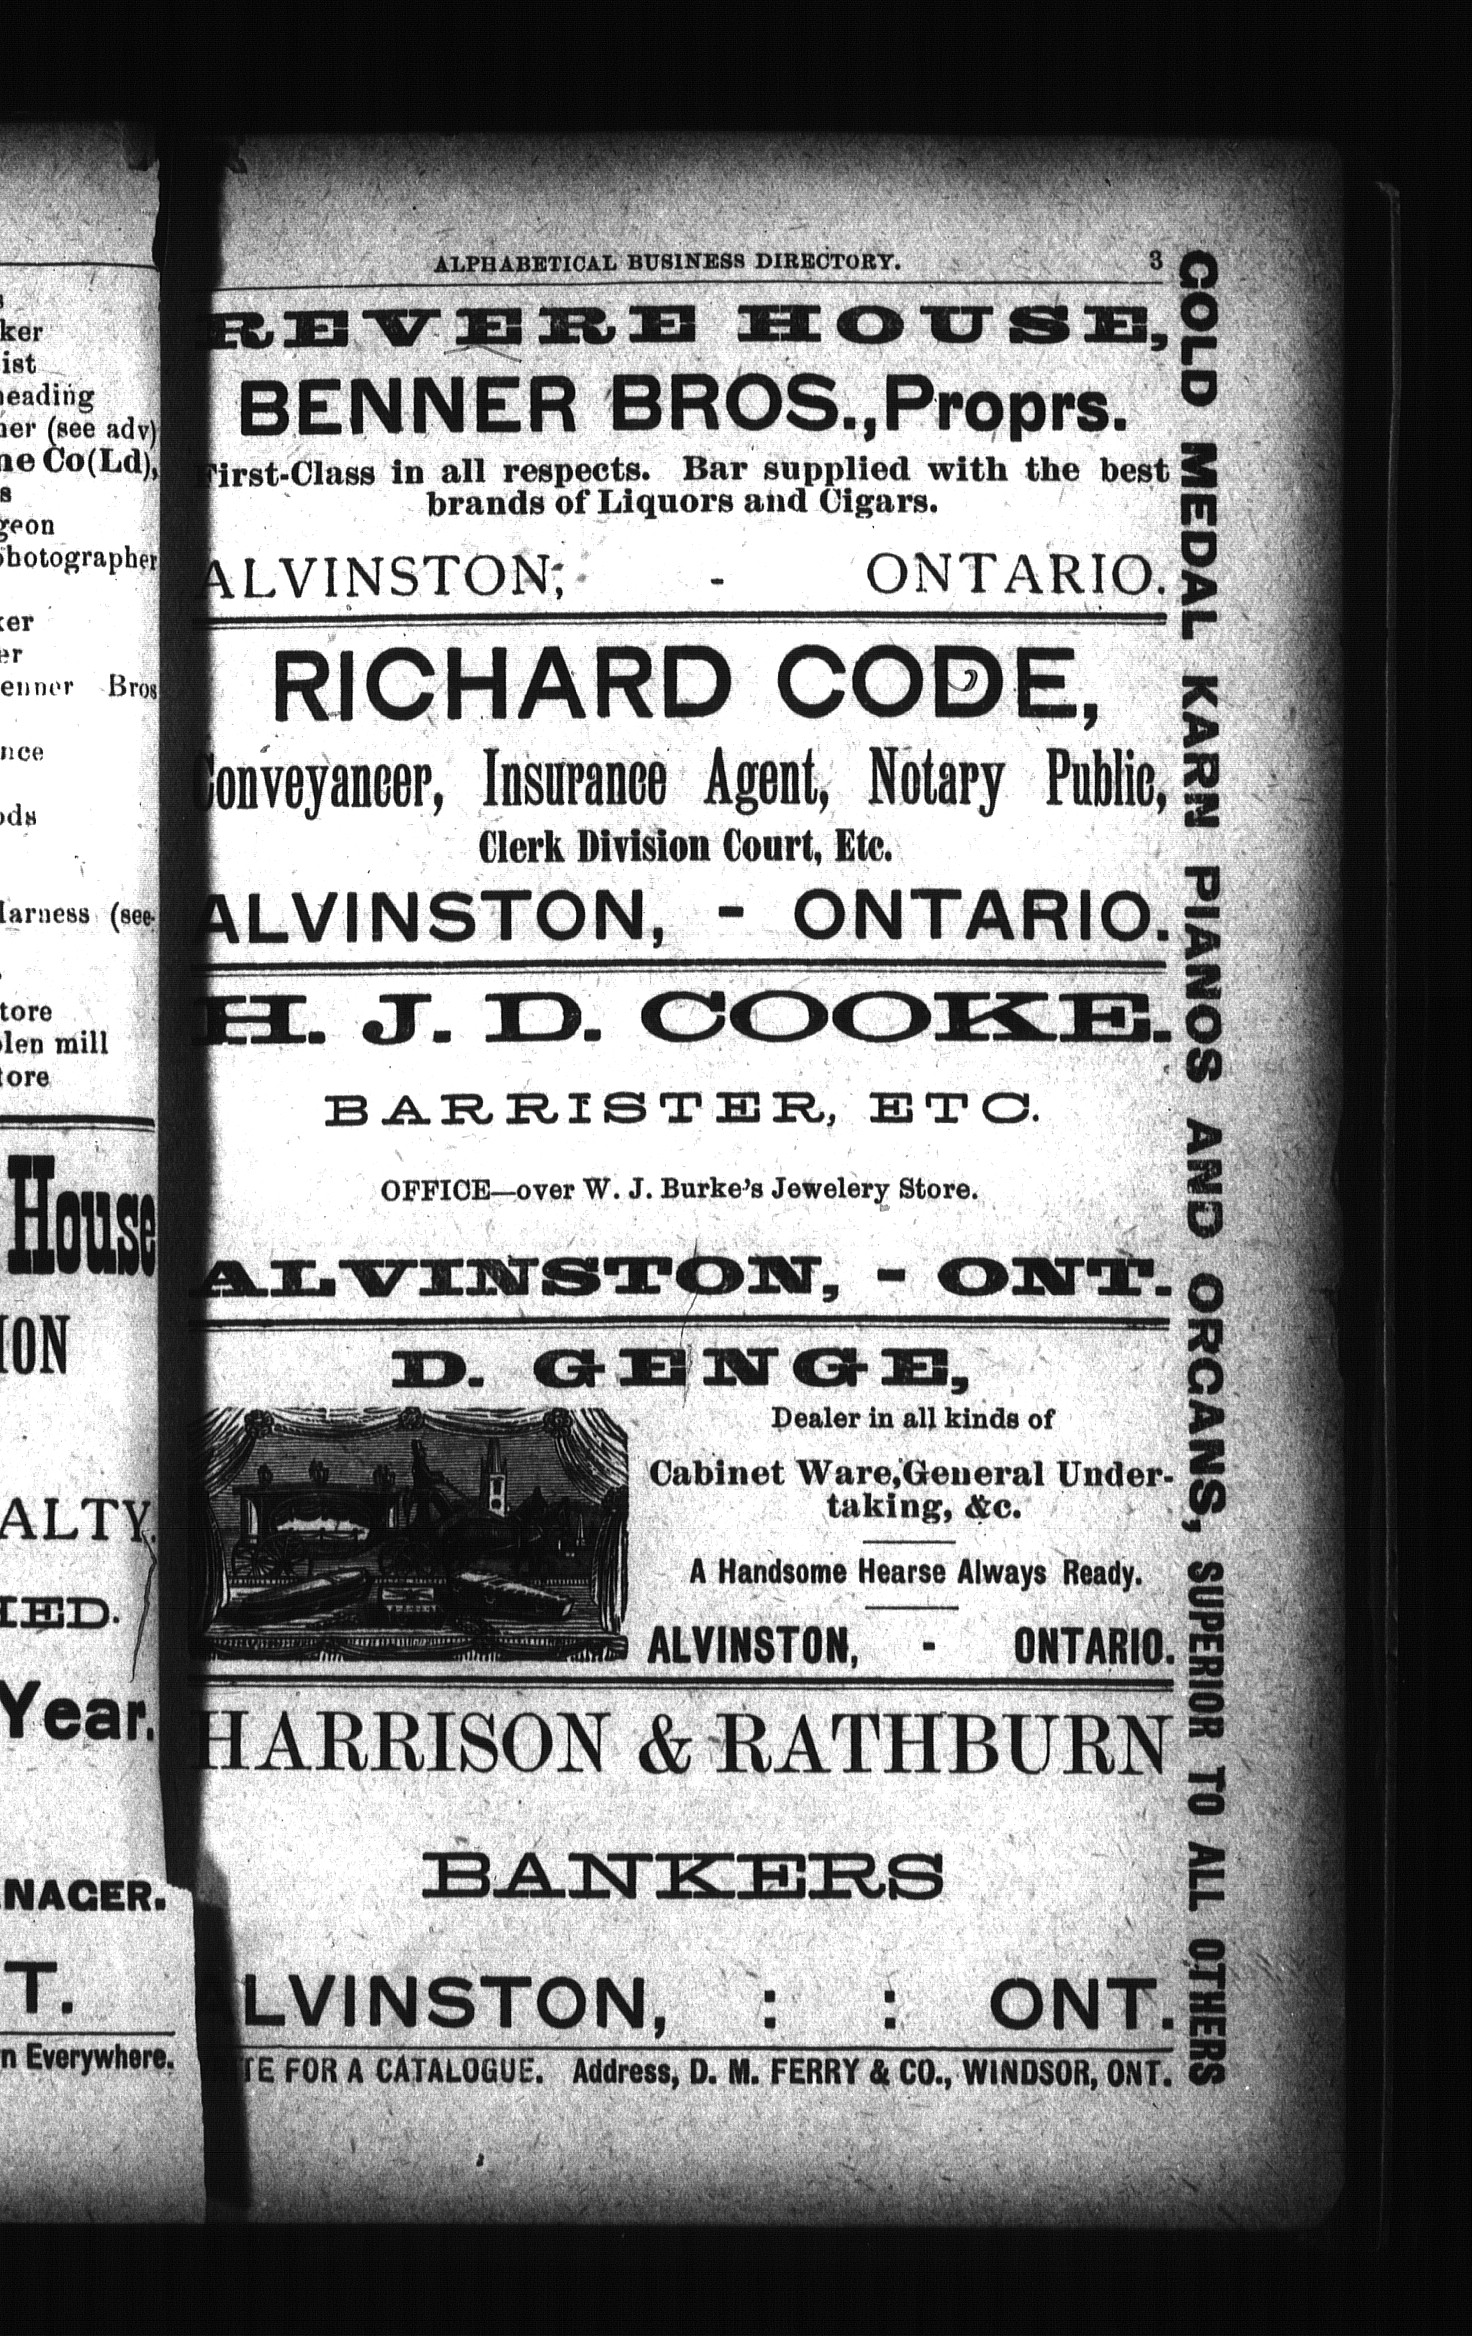 ker
ist
eading
er (see adv)
ne Co (Ld),
s
geon
photographer
ker
er
enner Bros
nce
ods
Harness (see
tore
len mill
tore
House
ION
ALTY.
IED.
Year.
NAGER.
T.
n Everywhere.
ALPHABETICAL BUSINESS DIRECTORY. 3
REVERE HOUSE,
BENNER BROS., Proprs.
First-Class in all respects. Bar supplied with the best
brands of Liquors and Cigars.
ALVINSTON, - ONTARIO.
RICHARD CODE,
Conveyancer, Insurance Agent, Notary Public,
Clerk Division Court, Etc.
ALVINSTON, - ONTARIO.
H. J. D. COOKE.
BARRISTER, ETC.
OFFICE—over W. J. Burke's Jewelery Store.
ALVINSTON, - ONT.
D. GENGE,
Dealer in all kinds of
Cabinet Ware, General Under-
taking, &c.
A Handsome Hearse Always Ready.
ALVINSTON, - ONTARIO.
HARRISON & RATHBURN
BANKERS
ALVINSTON, : : ONT.
TE FOR A CATALOGUE. Address, D. M. FERRY & CO., WINDSOR, ONT.
GOLD MEDAL KARN PIANOS AND ORGANS, SUPERIOR TO ALL OTHERS